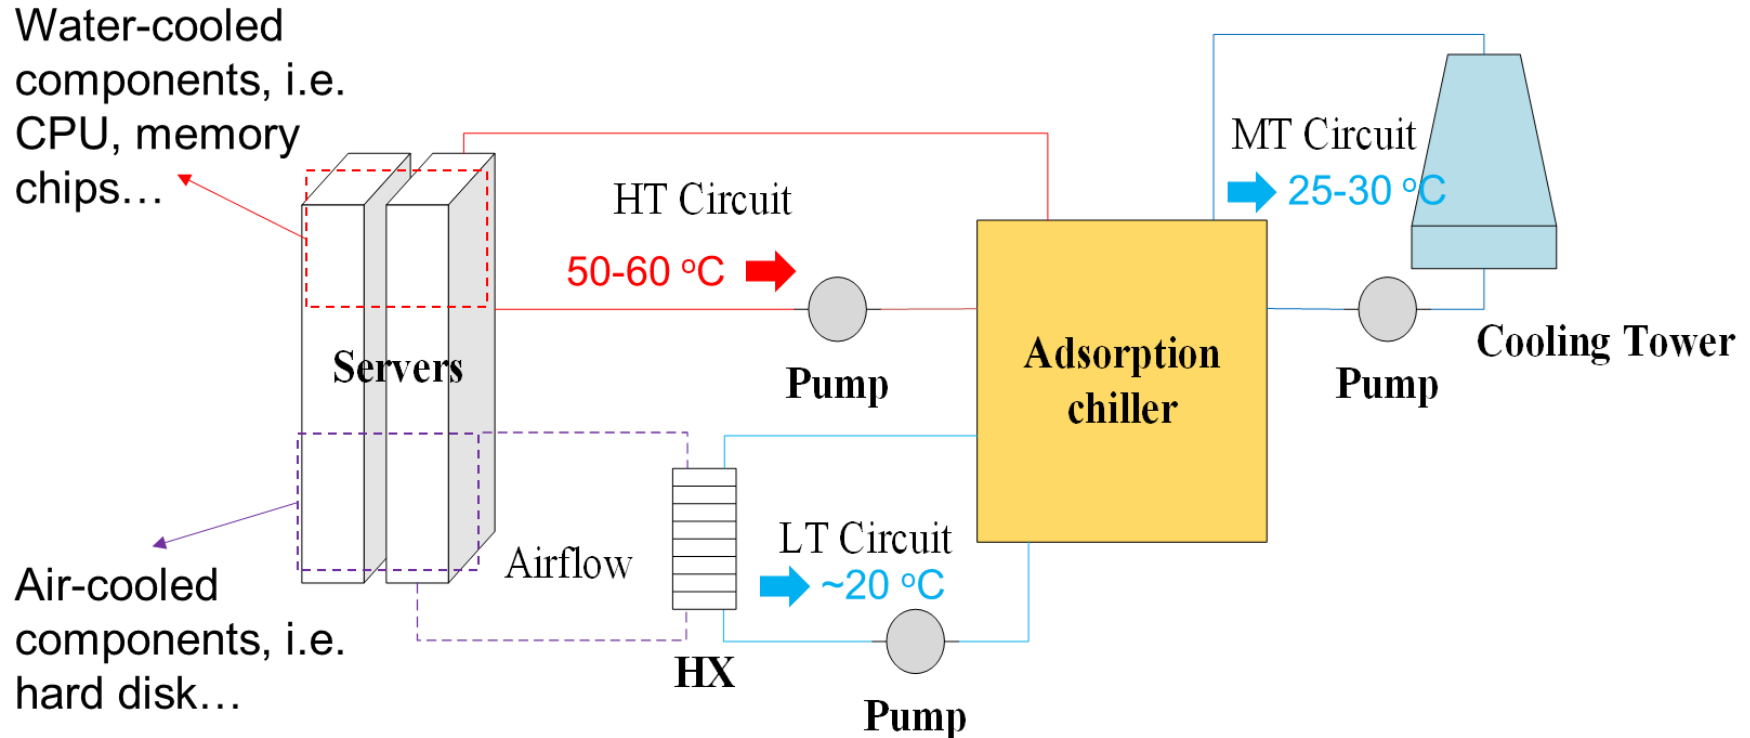 Water-cooled
components, i.e.
CPU, memory
chips…
HT Circuit
50-60 °C
MT Circuit
25-30 °C
Servers
Pump
Adsorption
chiller
Pump
Cooling Tower
Air-cooled
components, i.e.
hard disk…
Airflow
HX
LT Circuit
~20 °C
Pump